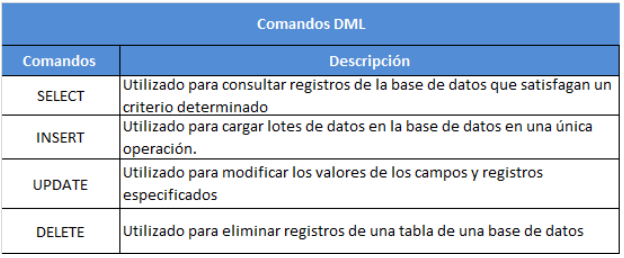 Comandos DML
Comandos Descripción
SELECT
Utilizado para consultar registros de la base de datos que satisfagan un
criterio determinado
INSERT
Utilizado para cargar lotes de datos en la base de datos en una única
operación.
UPDATE
Utilizado para modificar los valores de los campos y registros
especificados
DELETE
Utilizado para eliminar registros de una tabla de una base de datos